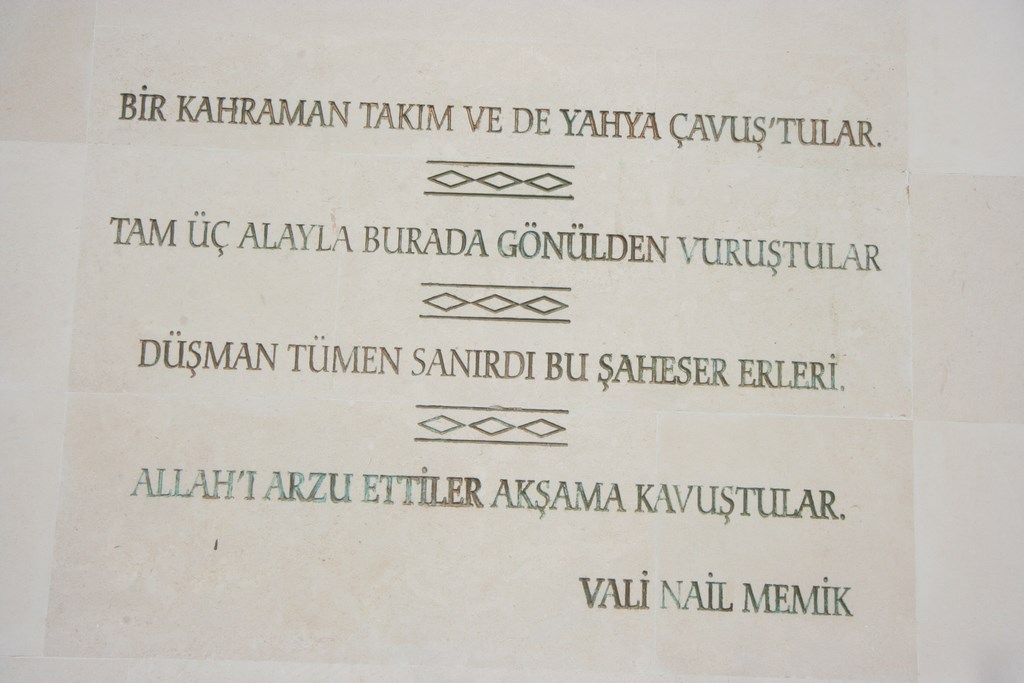 BİR KAHRAMAN TAKIM VE DE YAHYA ÇAVUŞ'TULAR.
TAM ÜÇ ALAYLA BURADA GÖNÜLDEN VURUŞTULAR
DÜŞMAN TÜMEN SANIRDI BU ŞAHESER ERLERİ.
ALLAH'I ARZU ETTİLER AKŞAMA KAVUŞTULAR.
VALİ NAİL MEMİK